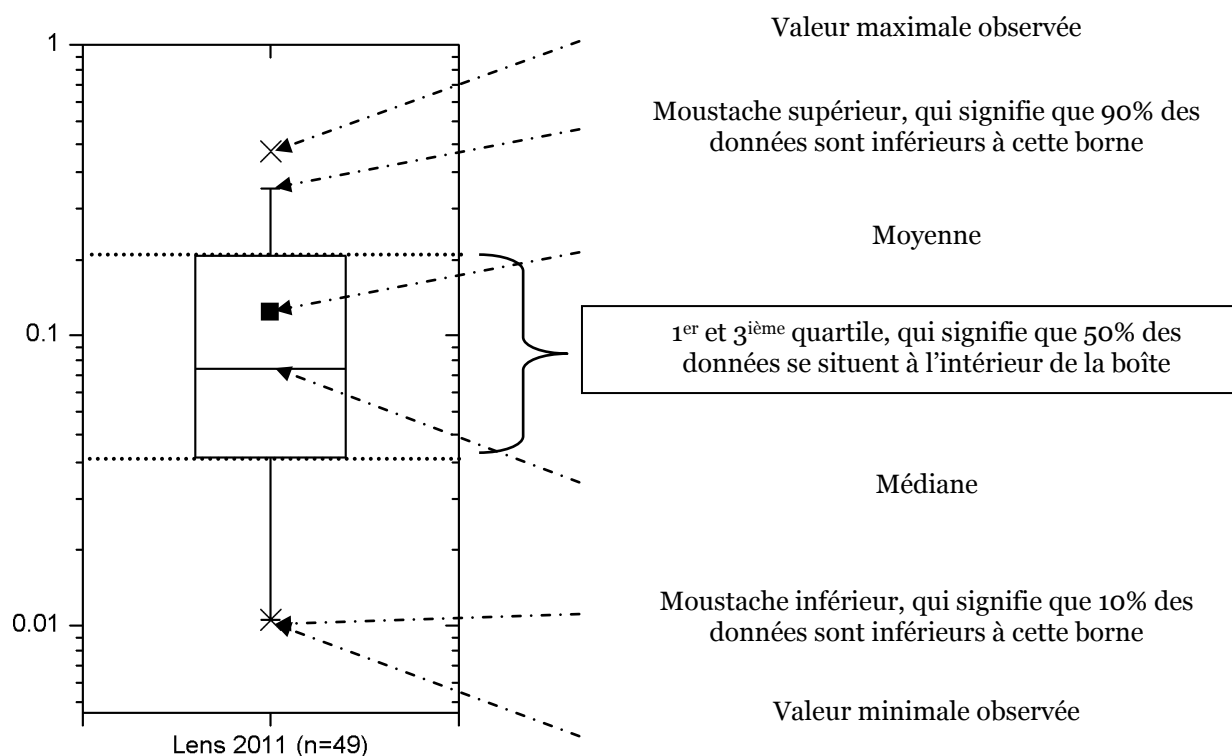 1
0.1
0.01
Lens 2011 (n=49)
Valeur maximale observée
Moustache supérieur, qui signifie que 90% des
données sont inférieurs à cette borne
Moyenne
1er et 3ième quartile, qui signifie que 50% des
données se situent à l’intérieur de la boîte
Médiane
Moustache inférieur, qui signifie que 10% des
données sont inférieurs à cette borne
Valeur minimale observée